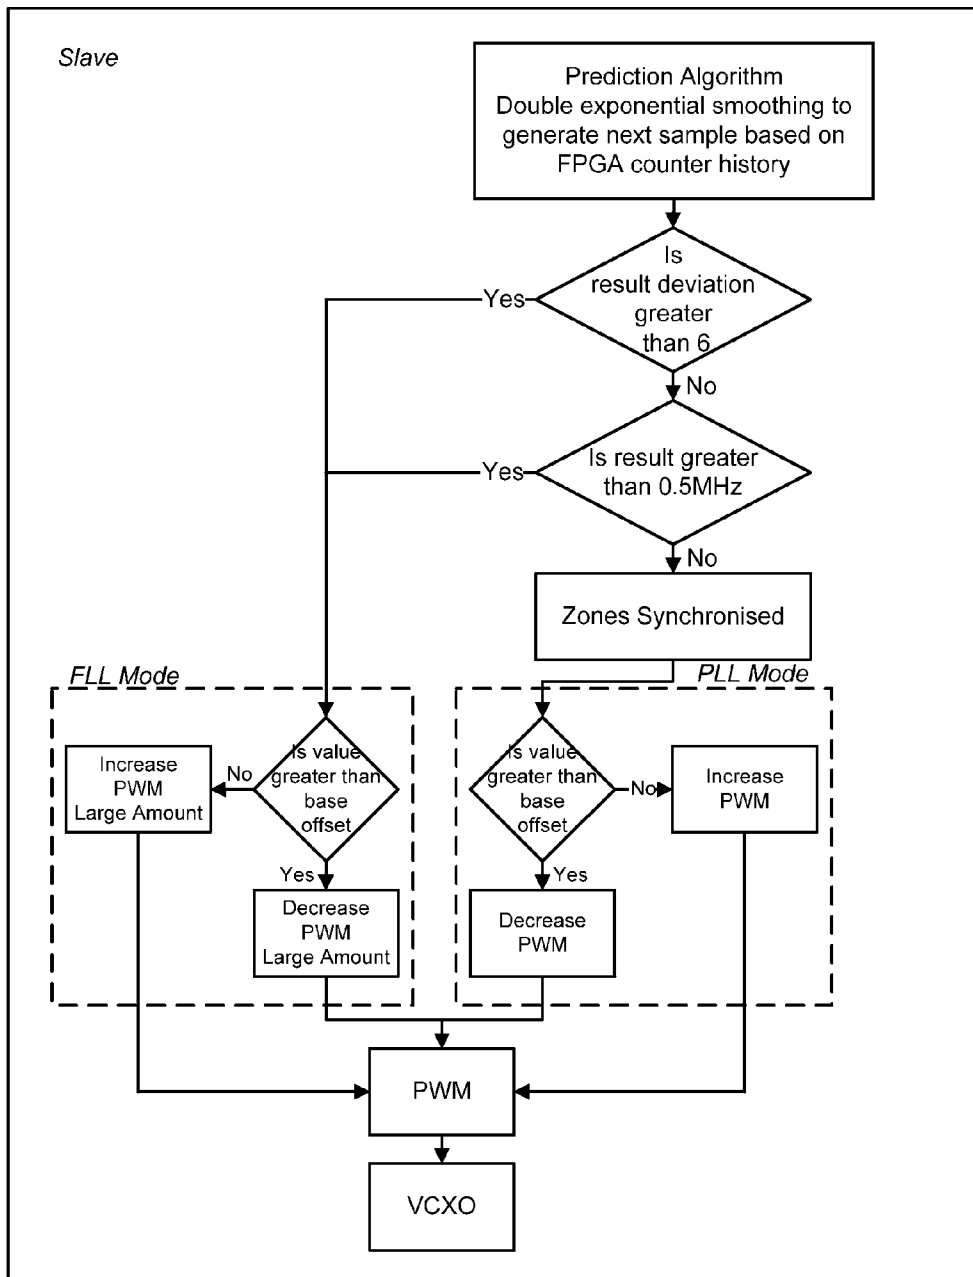 Slave
Prediction Algorithm
Double exponential smoothing to
generate next sample based on
FPGA counter history
Is
result deviation
greater
than 6
Yes
No
Is result greater
than 0.5MHz
Yes
No
Zones Synchronised
FLL Mode
PLL Mode
Is value
greater than
base
offset
No
Increase
PWM
Large Amount
Yes
Decrease
PWM
Large Amount
Is value
greater than
base
offset
No
Increase
PWM
Yes
Decrease
PWM
PWM
VCXO